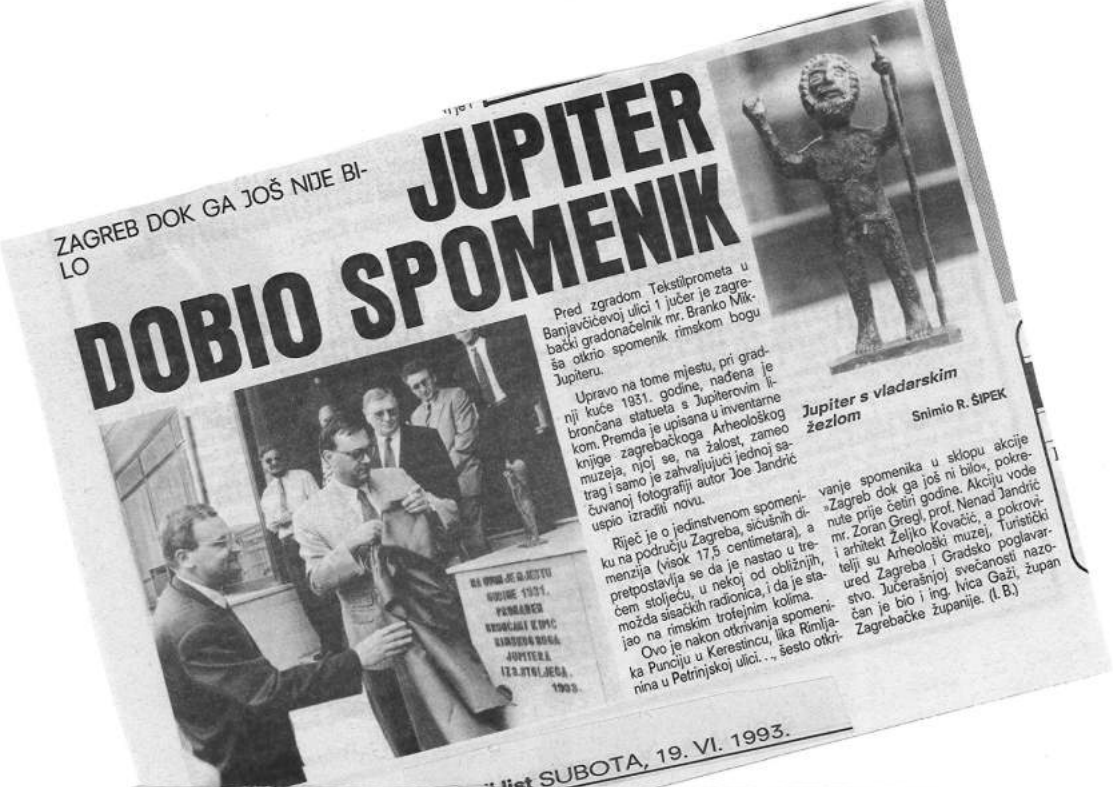 ZAGREB DOK GA JOŠ NIJE BI-
LO
JUPITER
DOBIO SPOMENIK
Pred zgradom Tekstilprometa u
Banjavčićevoj ulici 1 jučer je zagre-
bački gradonačelnik mr. Branko Mik-
ša otkrio spomenik rimskom bogu
Jupiteru.
Upravo na tome mjestu, pri grad-
nji kuće 1931. godine, nađena je
brončana statueta s Jupiterovim li-
kom. Premda je upisana u inventarne
knjige zagrebačkoga Arheološkog
muzeja, njoj se, na žalost, zameo
trag i samo je zahvaljujući jednoj sa-
čuvanoj fotografiji autor Joe Jandrić
uspio izraditi novu.
Riječ je o jedinstvenom spomeni-
ku na području Zagreba, sićušnih di-
menzija (visok 17,5 centimetara), a
pretpostavlja se da je nastao u tre-
ćem stoljeću, u nekoj od obližnjih,
možda sisačkih radionica, i da je sta-
jao na rimskim trofejnim kolima.
Ovo je nakon otkrivanja spomeni-
ka Punciju u Kerestincu, lika Rimlja-
nina u Petrinjskoj ulici. . ., šesto otkri-
vanje spomenika u sklopu akcije
»Zagreb dok ga još ni bilo«, pokre-
nute prije četiri godine. Akciju vode
mr. Zoran Gregl, prof. Nenad Jandrić
i arhitekt Željko Kovačić, a pokrovi-
telji su Arheološki muzej, Turistički
ured Zagreba i Gradsko poglavar-
stvo. Jučerašnjoj svečanosti nazo-
čan je bio i ing. Ivica Gaži, župan
Zagrebačke županije. (I. B.)
Jupiter s vladarskim
žezlom
Snimio R. ŠIPEK
NA OVOM JE MJESTU
GODINE 1931.
PRONAĐEN
BRONČANI KIPIĆ
RIMSKOG BOGA
JUPITERA
IZ 3. STOLJEĆA.
1993.
list SUBOTA, 19. VI. 1993.